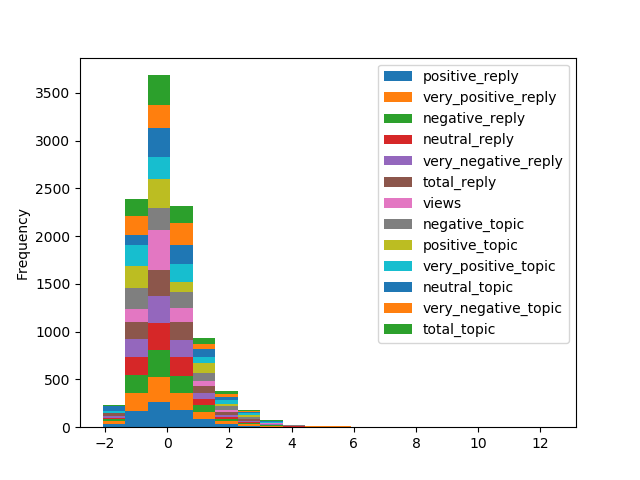 positive_reply
very_positive_reply
negative_reply
neutral_reply
very_negative_reply
total_reply
views
negative_topic
positive_topic
very_positive_topic
neutral_topic
very_negative_topic
total_topic
Frequency
3500
3000
2500
2000
1500
1000
500
0
−2 0 2 4 6 8 10 12